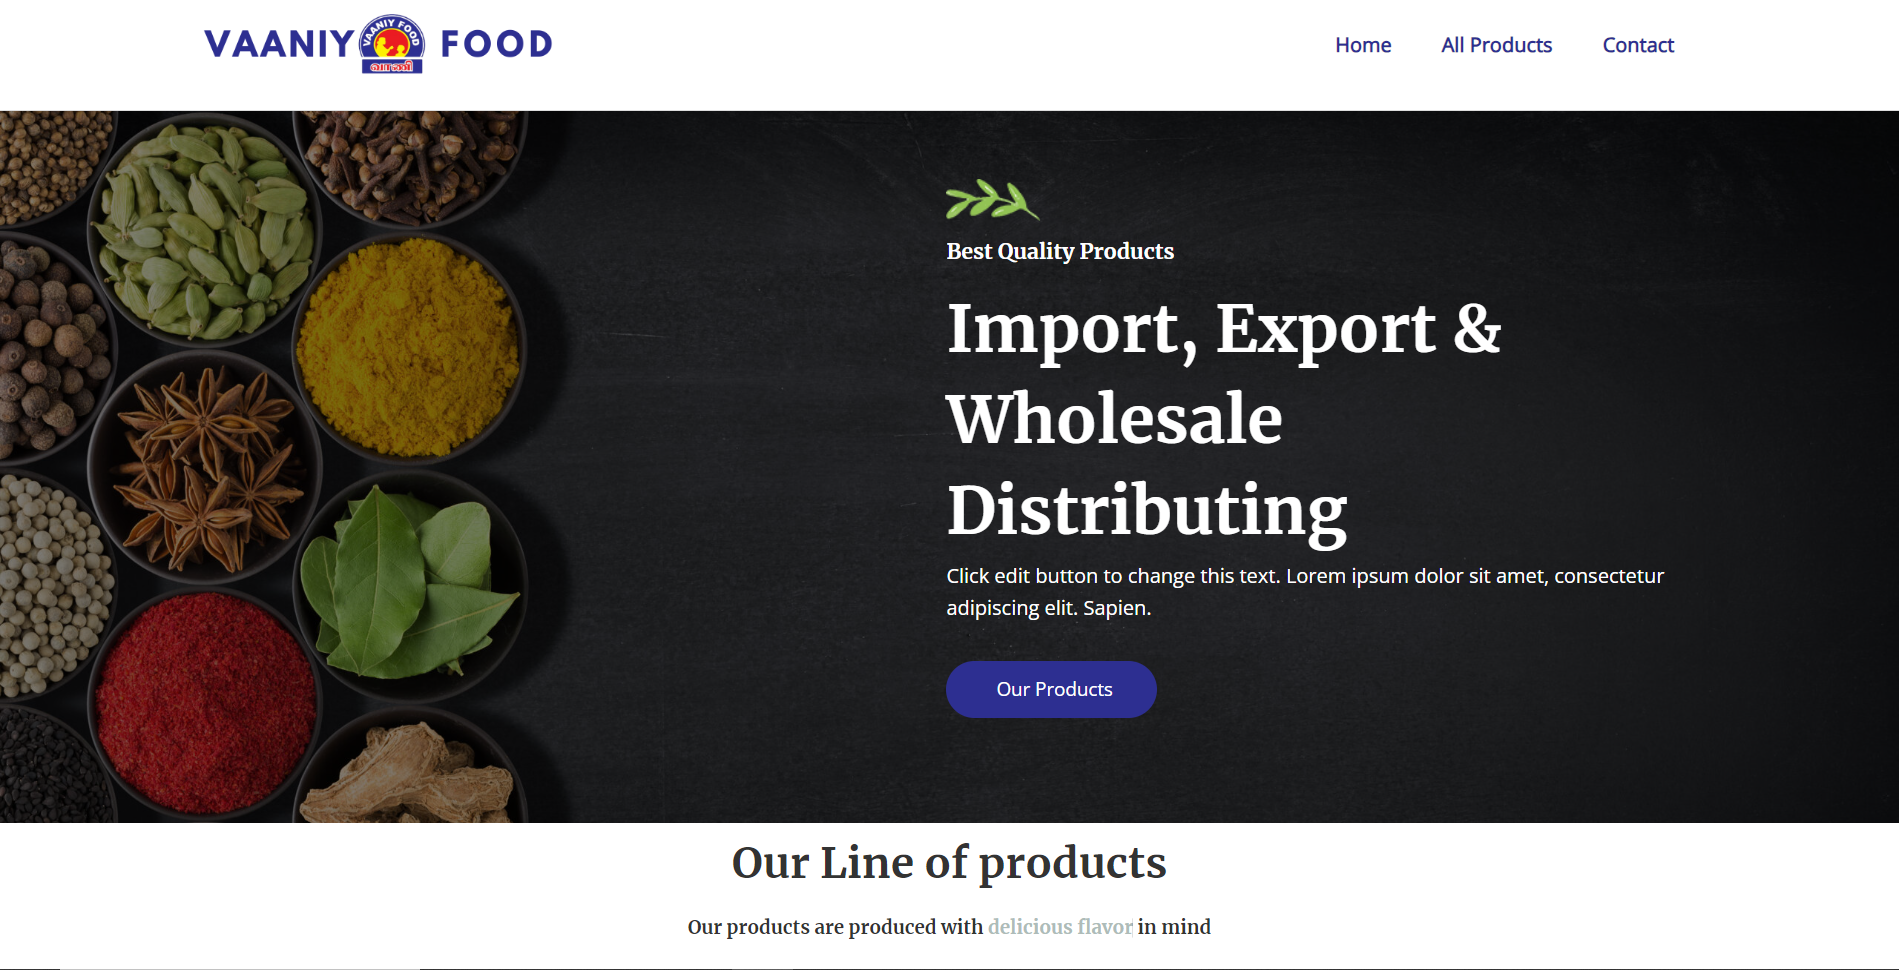 VAANIY FOOD
VAANIY FOOD
வாணி
Home
All Products
Contact
Best Quality Products
Import, Export &
Wholesale
Distributing
Click edit button to change this text. Lorem ipsum dolor sit amet, consectetur
adipiscing elit. Sapien.
Our Products
Our Line of products
Our products are produced with delicious flavor in mind